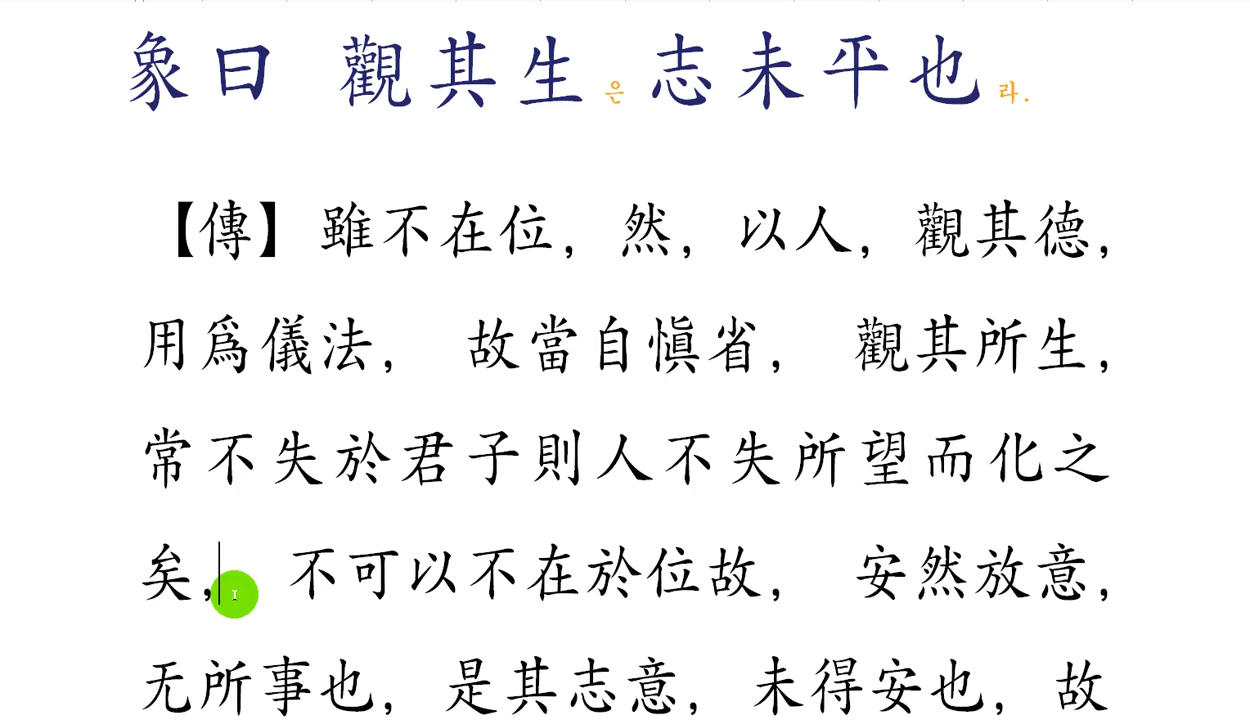 象曰 觀其生은 志未平也라.
【傳】 雖不在位, 然, 以人, 觀其德,
用爲儀法, 故當自愼省, 觀其所生,
常不失於君子則人不失所望而化之
矣, 不可以不在於位故, 安然放意,
无所事也, 是其志意, 未得安也, 故